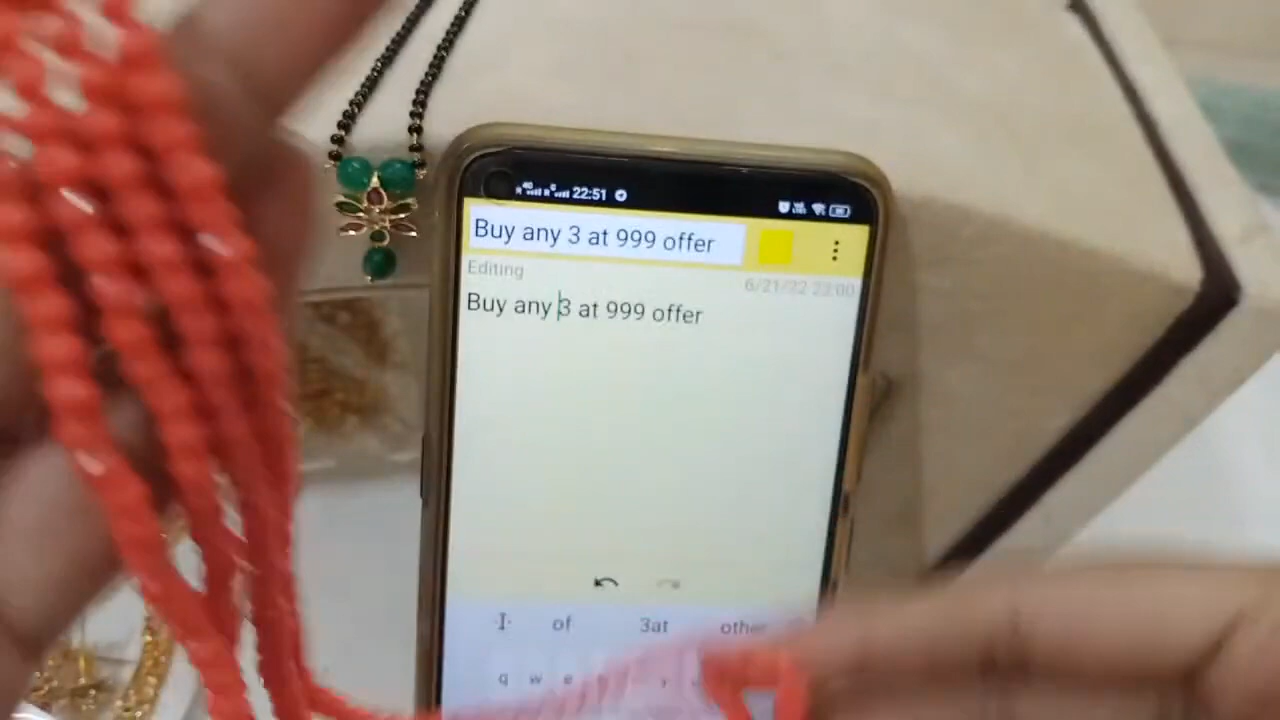 22:51
Buy any 3 at 999 offer
Editing
6/21/22 22:00
Buy any 3 at 999 offer
I of 3at other
q w e